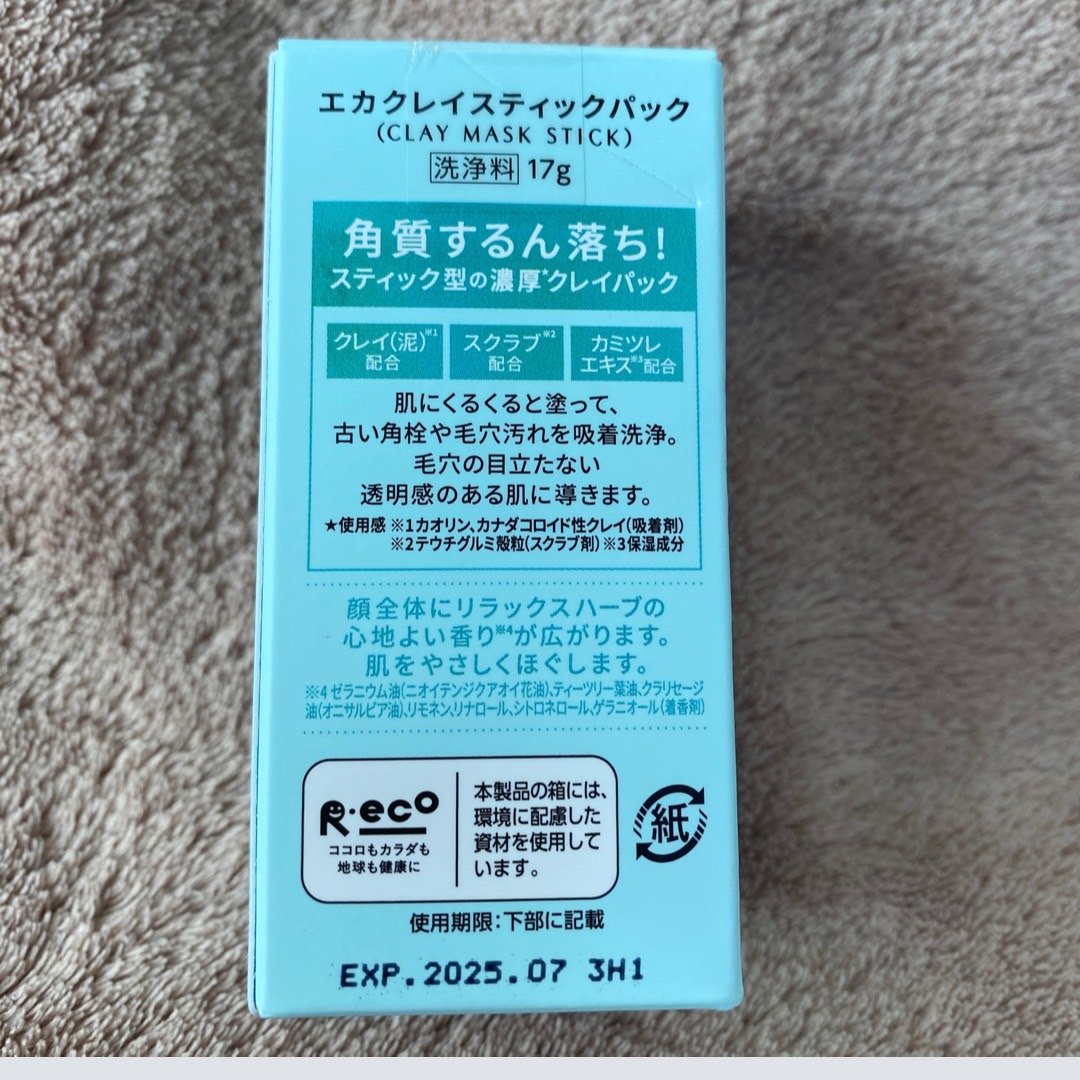 エカクレイスティックパック
(CLAY MASK STICK)
洗浄料 17g
角質するん落ち!
スティック型の濃厚★クレイパック
クレイ(泥)※1
配合
スクラブ※2
配合
カミツレ
エキス※3配合
肌にくるくると塗って、
古い角栓や毛穴汚れを吸着洗浄。
毛穴の目立たない
透明感のある肌に導きます。
★使用感 ※1カオリン、カナダコロイド性クレイ(吸着剤)
※2テウチグルミ殻粒(スクラブ剤) ※3保湿成分
顔全体にリラックスハーブの
心地よい香り※4が広がります。
肌をやさしくほぐします。
※4 ゼラニウム油(ニオイテンジクアオイ花油)、ティーツリー葉油、クラリセージ
油(オニサルビア油)、リモネン、リナロール、シトロネロール、ゲラニオール(着香剤)
R・eco
ココロもカラダも
地球も健康に
本製品の箱には、
環境に配慮した
資材を使用して
います。
紙
使用期限:下部に記載
EXP.2025.07 3H1